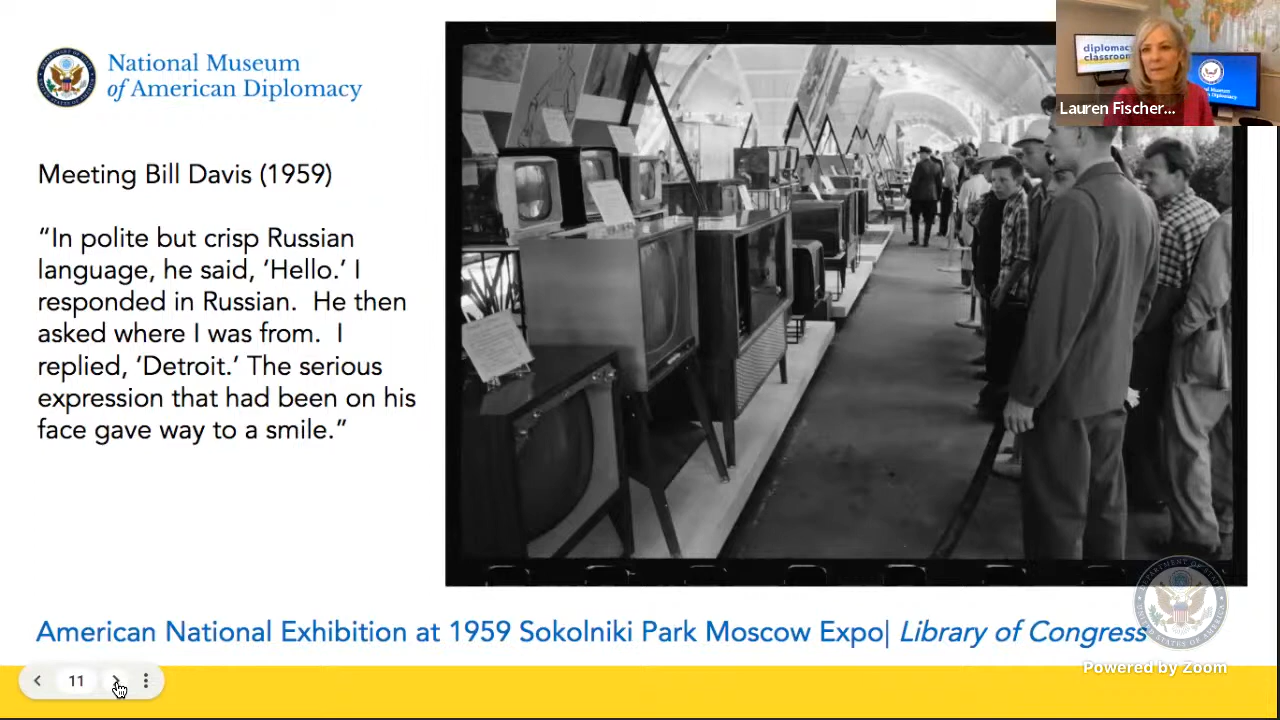 National Museum
of American Diplomacy
Meeting Bill Davis (1959)
“In polite but crisp Russian
language, he said, ‘Hello.’ I
responded in Russian.  He then
asked where I was from.  I
replied, ‘Detroit.’ The serious
expression that had been on his
face gave way to a smile.”
American National Exhibition at 1959 Sokolniki Park Moscow Expo| Library of Congress
diplomacy
classroom
Lauren Fischer...
11
Powered by Zoom